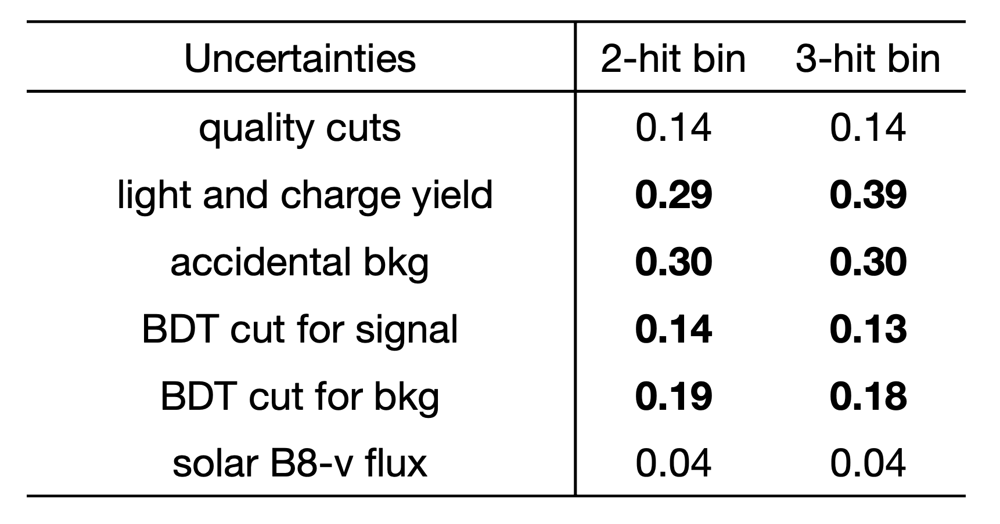 Uncertainties 2-hit bin 3-hit bin
quality cuts 0.14 0.14
light and charge yield 0.29 0.39
accidental bkg 0.30 0.30
BDT cut for signal 0.14 0.13
BDT cut for bkg 0.19 0.18
solar B8-v flux 0.04 0.04